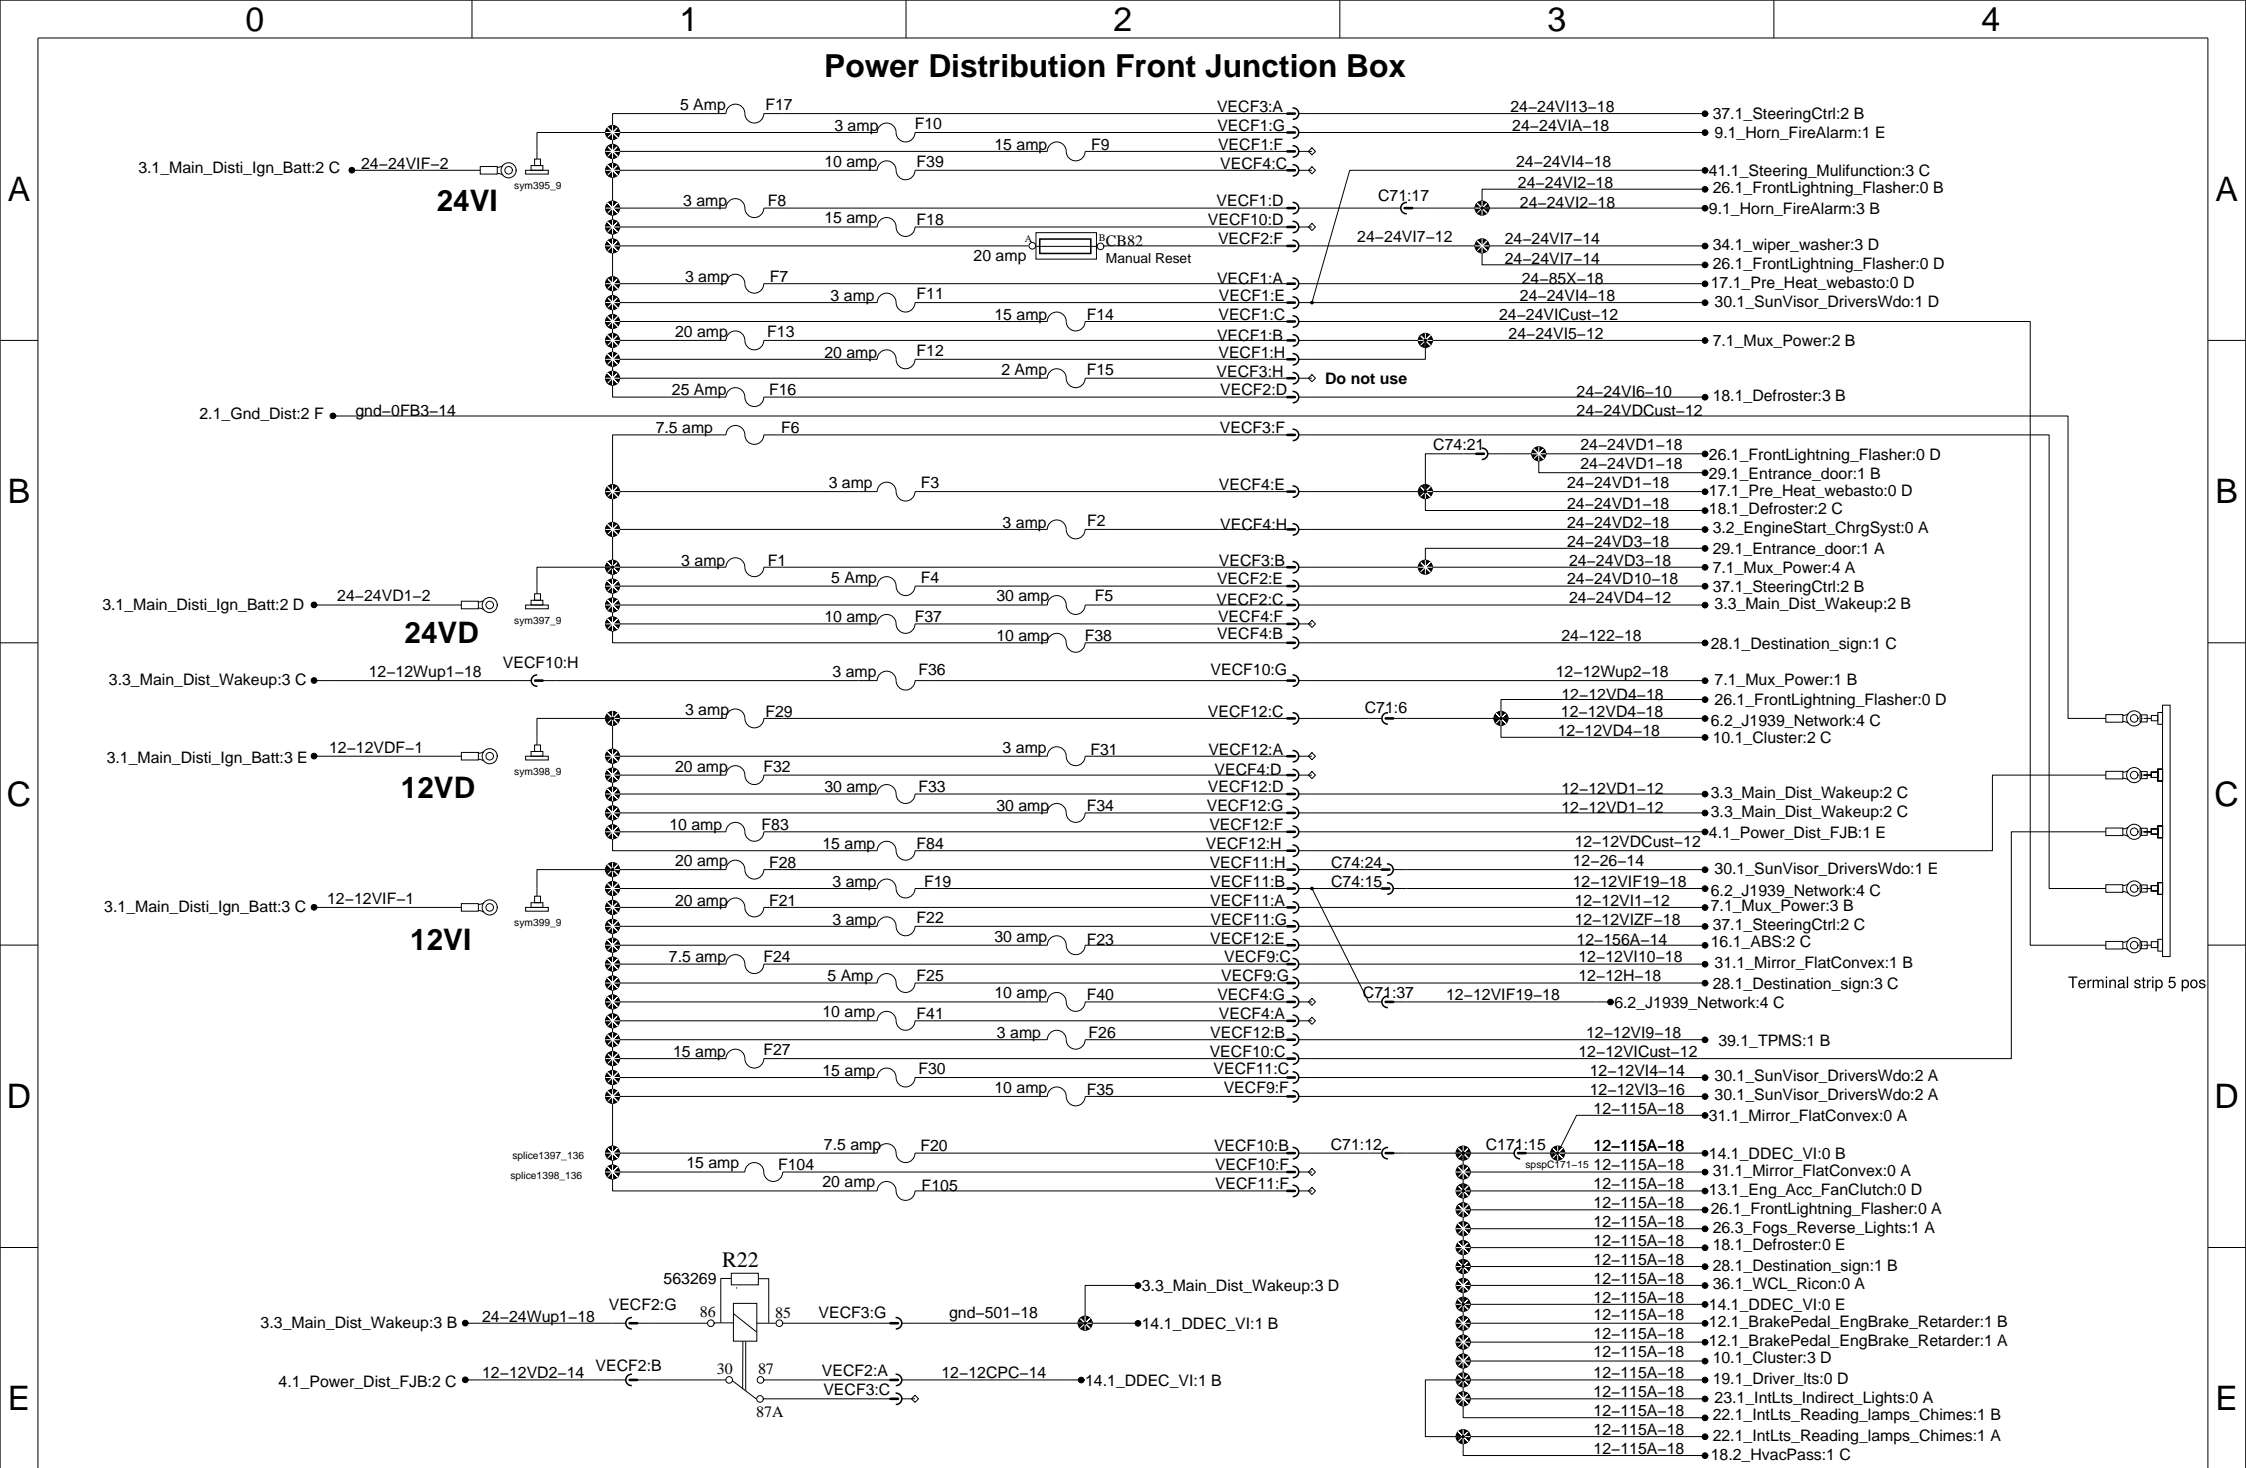 0 1 2 3 4
Power Distribution Front Junction Box
5 Amp F17 VECF3:A 24-24VI13-18 37.1_SteeringCtrl:2 B
3 amp F10 VECF1:G 24-24VIA-18 9.1_Horn_FireAlarm:1 E
15 amp F9 VECF1:F
3.1_Main_Disti_Ign_Batt:2 C 24-24VIF-2 10 amp F39 VECF4:C 24-24VI4-18 41.1_Steering_Mulifunction:3 C
sym395_9
A 24VI A
24-24VI2-18 26.1_FrontLightning_Flasher:0 B
3 amp F8 VECF1:D C71:17 24-24VI2-18 9.1_Horn_FireAlarm:3 B
15 amp F18 VECF10:D
20 amp A B CB82 Manual Reset VECF2:F 24-24VI7-12 24-24VI7-14 34.1_wiper_washer:3 D
24-24VI7-14 26.1_FrontLightning_Flasher:0 D
3 amp F7 VECF1:A 24-85X-18 17.1_Pre_Heat_webasto:0 D
3 amp F11 VECF1:E 24-24VI4-18 30.1_SunVisor_DriversWdo:1 D
15 amp F14 VECF1:C 24-24VICust-12
20 amp F13 VECF1:B 24-24VI5-12 7.1_Mux_Power:2 B
20 amp F12 VECF1:H
2 Amp F15 VECF3:H Do not use
25 Amp F16 VECF2:D 24-24VI6-10 18.1_Defroster:3 B
2.1_Gnd_Dist:2 F gnd-0FB3-14 24-24VDCust-12
7.5 amp F6 VECF3:F
C74:21 24-24VD1-18 26.1_FrontLightning_Flasher:0 D
24-24VD1-18 29.1_Entrance_door:1 B
B 3 amp F3 VECF4:E 24-24VD1-18 17.1_Pre_Heat_webasto:0 D B
24-24VD1-18 18.1_Defroster:2 C
3 amp F2 VECF4:H 24-24VD2-18 3.2_EngineStart_ChrgSyst:0 A
24-24VD3-18 29.1_Entrance_door:1 A
3 amp F1 VECF3:B 24-24VD3-18 7.1_Mux_Power:4 A
5 Amp F4 VECF2:E 24-24VD10-18 37.1_SteeringCtrl:2 B
3.1_Main_Disti_Ign_Batt:2 D 24-24VD1-2 30 amp F5 VECF2:C 24-24VD4-12 3.3_Main_Dist_Wakeup:2 B
24VD sym397_9 10 amp F37 VECF4:F
10 amp F38 VECF4:B 24-122-18 28.1_Destination_sign:1 C
3.3_Main_Dist_Wakeup:3 C 12-12Wup1-18 VECF10:H 3 amp F36 VECF10:G 12-12Wup2-18 7.1_Mux_Power:1 B
12-12VD4-18 26.1_FrontLightning_Flasher:0 D
3 amp F29 VECF12:C C71:6 12-12VD4-18 6.2_J1939_Network:4 C
12-12VD4-18 10.1_Cluster:2 C
3.1_Main_Disti_Ign_Batt:3 E 12-12VDF-1 3 amp F31 VECF12:A
sym398_9 20 amp F32 VECF4:D
C 12VD 30 amp F33 VECF12:D 12-12VD1-12 3.3_Main_Dist_Wakeup:2 C C
30 amp F34 VECF12:G 12-12VD1-12 3.3_Main_Dist_Wakeup:2 C
10 amp F83 VECF12:F 4.1_Power_Dist_FJB:1 E
15 amp F84 VECF12:H 12-12VDCust-12
20 amp F28 VECF11:H C74:24 12-26-14 30.1_SunVisor_DriversWdo:1 E
3 amp F19 VECF11:B C74:15 12-12VIF19-18 6.2_J1939_Network:4 C
3.1_Main_Disti_Ign_Batt:3 C 12-12VIF-1 20 amp F21 VECF11:A 12-12VI1-12 7.1_Mux_Power:3 B
sym399_9 3 amp F22 VECF11:G 12-12VIZF-18 37.1_SteeringCtrl:2 C
12VI 30 amp F23 VECF12:E 12-156A-14 16.1_ABS:2 C
7.5 amp F24 VECF9:C 12-12VI10-18 31.1_Mirror_FlatConvex:1 B
5 Amp F25 VECF9:G 12-12H-18 28.1_Destination_sign:3 C
Terminal strip 5 pos
10 amp F40 VECF4:G C71:37 12-12VIF19-18 6.2_J1939_Network:4 C
10 amp F41 VECF4:A
3 amp F26 VECF12:B 12-12VI9-18 39.1_TPMS:1 B
15 amp F27 VECF10:C 12-12VICust-12
15 amp F30 VECF11:C 12-12VI4-14 30.1_SunVisor_DriversWdo:2 A
D 10 amp F35 VECF9:F 12-12VI3-16 30.1_SunVisor_DriversWdo:2 A D
12-115A-18 31.1_Mirror_FlatConvex:0 A
splice1397_136 7.5 amp F20 VECF10:B C71:12 C171:15 12-115A-18 14.1_DDEC_VI:0 B
splice1398_136 15 amp F104 VECF10:F spspC171-15 12-115A-18 31.1_Mirror_FlatConvex:0 A
20 amp F105 VECF11:F 12-115A-18 13.1_Eng_Acc_FanClutch:0 D
12-115A-18 26.1_FrontLightning_Flasher:0 A
12-115A-18 26.3_Fogs_Reverse_Lights:1 A
12-115A-18 18.1_Defroster:0 E
R22 12-115A-18 28.1_Destination_sign:1 B
563269 3.3_Main_Dist_Wakeup:3 D 12-115A-18 36.1_WCL_Ricon:0 A
12-115A-18 14.1_DDEC_VI:0 E
3.3_Main_Dist_Wakeup:3 B 24-24Wup1-18 VECF2:G 86 85 VECF3:G gnd-501-18 14.1_DDEC_VI:1 B 12-115A-18 12.1_BrakePedal_EngBrake_Retarder:1 B
12-115A-18 12.1_BrakePedal_EngBrake_Retarder:1 A
12-115A-18 10.1_Cluster:3 D
4.1_Power_Dist_FJB:2 C 12-12VD2-14 VECF2:B 30 87 VECF2:A 12-12CPC-14 14.1_DDEC_VI:1 B 12-115A-18 19.1_Driver_lts:0 D
E 87A VECF3:C 12-115A-18 23.1_IntLts_Indirect_Lights:0 A E
12-115A-18 22.1_IntLts_Reading_lamps_Chimes:1 B
12-115A-18 22.1_IntLts_Reading_lamps_Chimes:1 A
12-115A-18 18.2_HvacPass:1 C